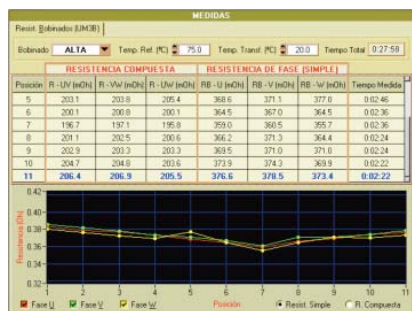 MEDIDAS
Resist. Bobinados (UM3B)
Bobinado ALTA Temp. Ref. (ºC) 75.0 Temp. Transf. (ºC) 20.0 Tiempo Total 0:27:58
RESISTENCIA COMPUESTA RESISTENCIA DE FASE (SIMPLE)
Posición R - UV (mOh) R - VW (mOh) R - UW (mOh) RB - U (mOh) RB - V (mOh) RB - W (mOh) Tiempo Medida
5 203.1 203.8 205.4 368.6 371.1 377.0 0:02:46
6 200.1 200.8 200.1 364.5 367.0 364.5 0:02:36
7 196.7 197.1 195.8 359.0 360.5 355.7 0:02:36
8 201.1 202.5 200.6 366.2 371.3 364.4 0:02:24
9 202.9 203.3 203.3 369.5 371.0 371.0 0:02:24
10 204.7 204.8 203.6 373.9 374.3 369.9 0:02:22
11 206.4 206.9 205.5 376.6 378.5 373.4 0:02:22
Resistencia (Oh)
0.42
0.40
0.38
0.36
0.34
0.32
1 2 3 4 5 6 7 8 9 10 11
Fase U Fase V Fase W Posición Resist. Simple R. Compuesta